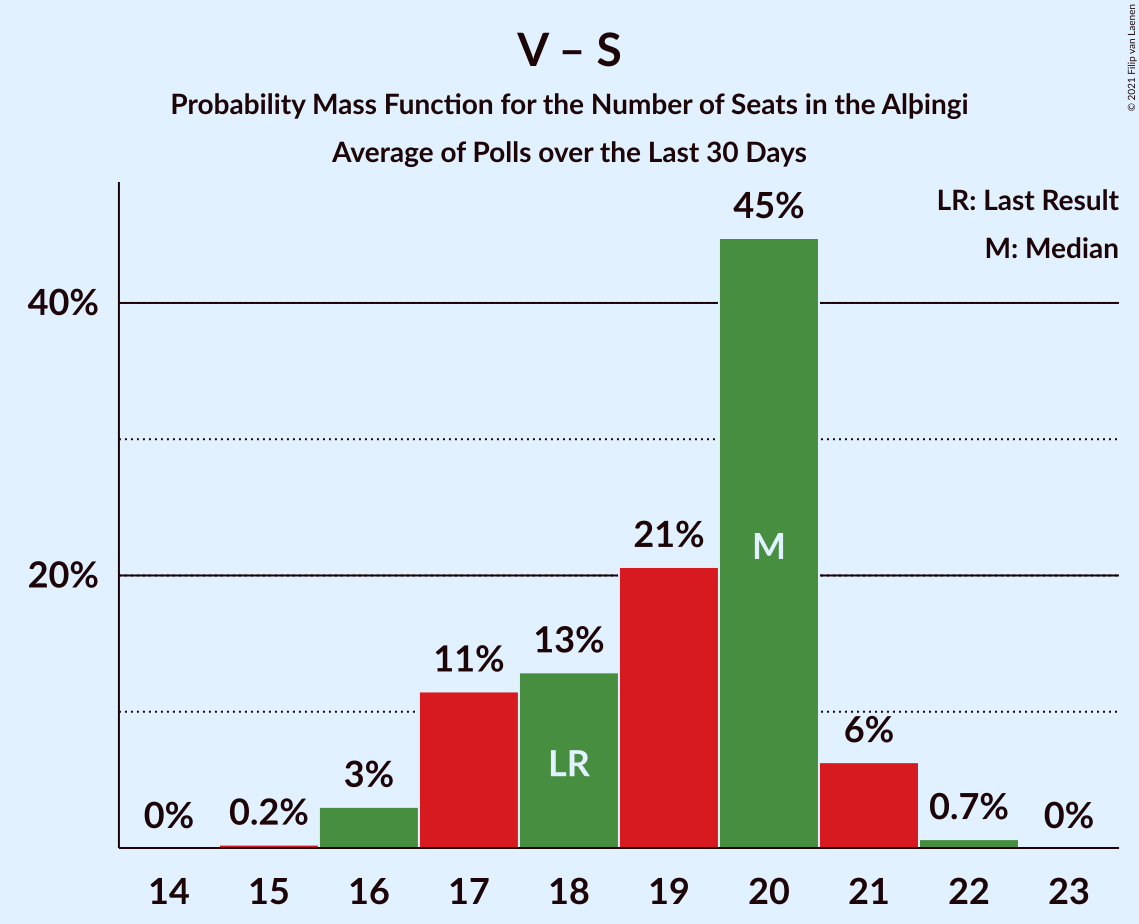 V – S
Probability Mass Function for the Number of Seats in the Alþingi
Average of Polls over the Last 30 Days
© 2021 Filip van Laenen
LR: Last Result
M: Median
40%
20%
0%
0.2%
3%
11%
13%
21%
45%
6%
0.7%
0%
LR
M
14 15 16 17 18 19 20 21 22 23